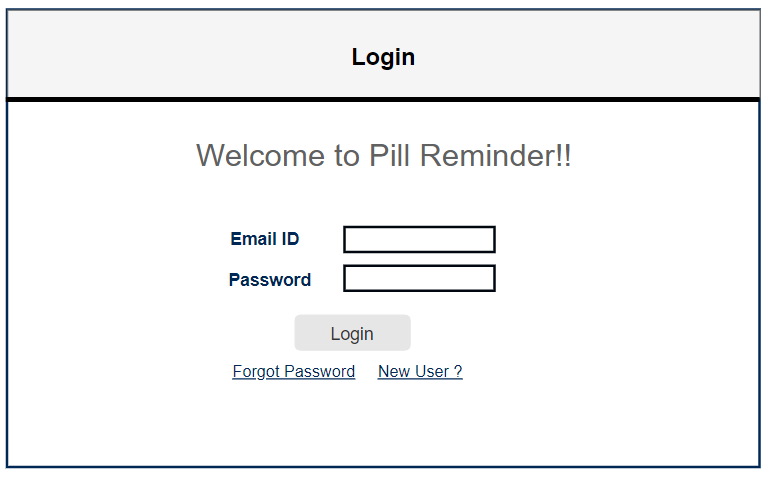 Login
Welcome to Pill Reminder!!
Email ID
Password
Login
Forgot Password New User ?